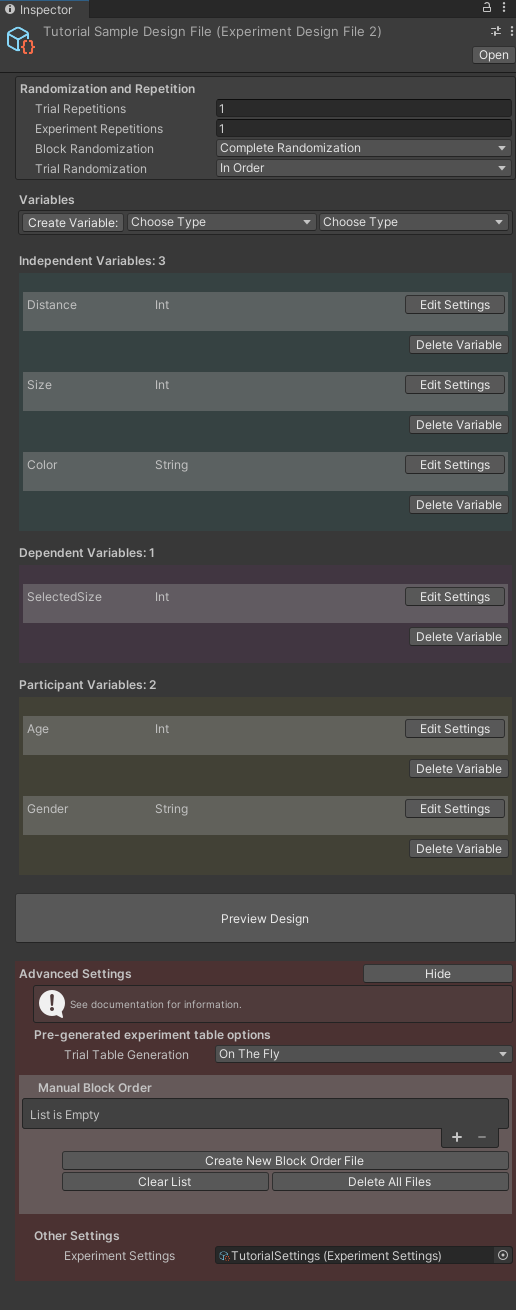 Inspector
Tutorial Sample Design File (Experiment Design File 2)
Open
Randomization and Repetition
Trial Repetitions 1
Experiment Repetitions 1
Block Randomization Complete Randomization
Trial Randomization In Order
Variables
Create Variable: Choose Type Choose Type
Independent Variables: 3
Distance Int Edit Settings
Delete Variable
Size Int Edit Settings
Delete Variable
Color String Edit Settings
Delete Variable
Dependent Variables: 1
SelectedSize Int Edit Settings
Delete Variable
Participant Variables: 2
Age Int Edit Settings
Delete Variable
Gender String Edit Settings
Delete Variable
Preview Design
Advanced Settings Hide
See documentation for information.
Pre-generated experiment table options
Trial Table Generation On The Fly
Manual Block Order
List is Empty
+ −
Create New Block Order File
Clear List Delete All Files
Other Settings
Experiment Settings TutorialSettings (Experiment Settings)